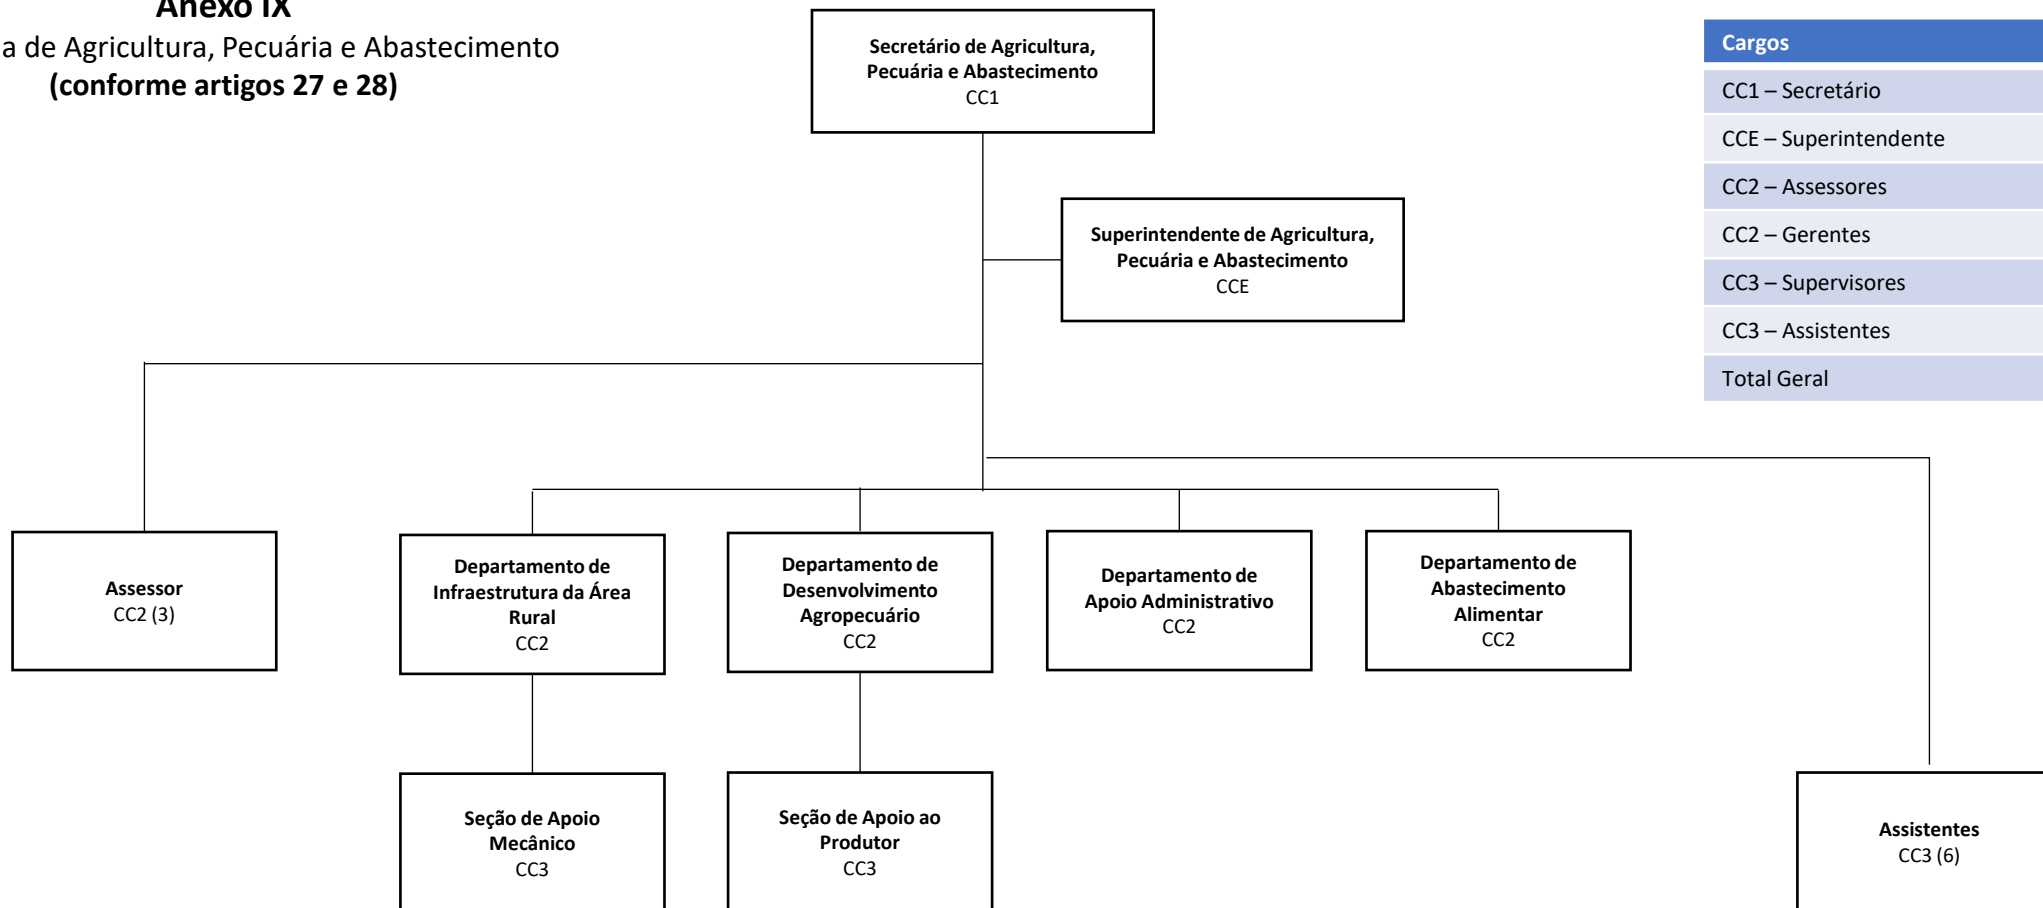 Anexo IX
a de Agricultura, Pecuária e Abastecimento
(conforme artigos 27 e 28)
Secretário de Agricultura,
Pecuária e Abastecimento
CC1
Cargos
CC1 – Secretário
CCE – Superintendente
CC2 – Assessores
CC2 – Gerentes
CC3 – Supervisores
CC3 – Assistentes
Total Geral
Superintendente de Agricultura,
Pecuária e Abastecimento
CCE
Assessor
CC2 (3)
Departamento de
Infraestrutura da Área
Rural
CC2
Departamento de
Desenvolvimento
Agropecuário
CC2
Departamento de
Apoio Administrativo
CC2
Departamento de
Abastecimento
Alimentar
CC2
Seção de Apoio
Mecânico
CC3
Seção de Apoio ao
Produtor
CC3
Assistentes
CC3 (6)